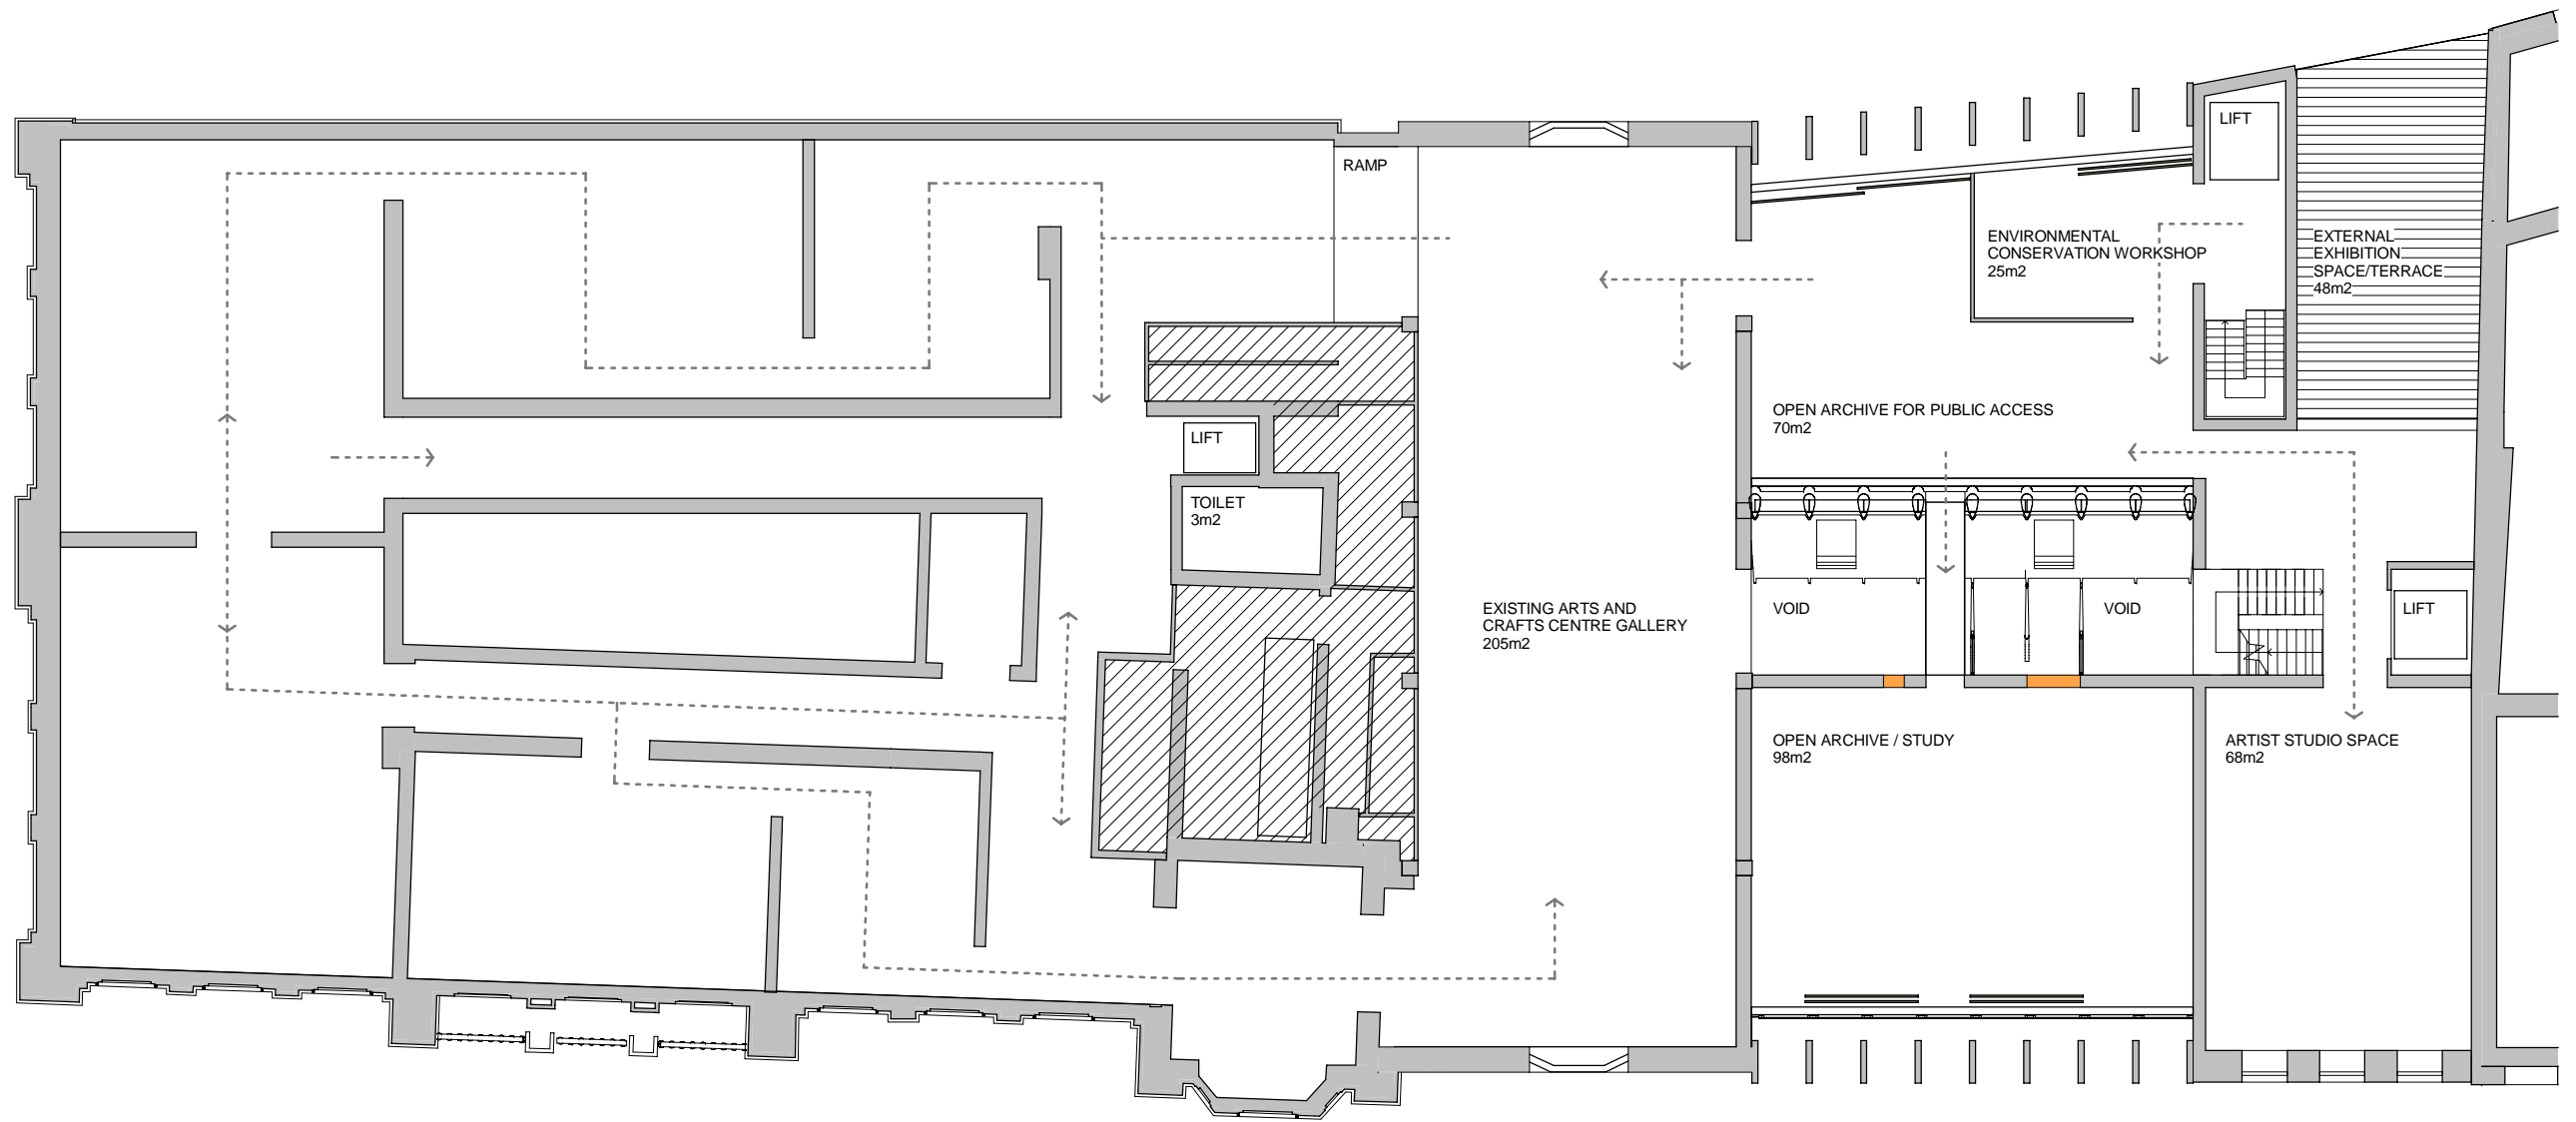 LIFT
RAMP
ENVIRONMENTAL
CONSERVATION WORKSHOP
25m2
EXTERNAL
EXHIBITION
SPACE/TERRACE
48m2
OPEN ARCHIVE FOR PUBLIC ACCESS
70m2
LIFT
TOILET
3m2
EXISTING ARTS AND
CRAFTS CENTRE GALLERY
205m2
VOID
VOID
LIFT
OPEN ARCHIVE / STUDY
98m2
ARTIST STUDIO SPACE
68m2